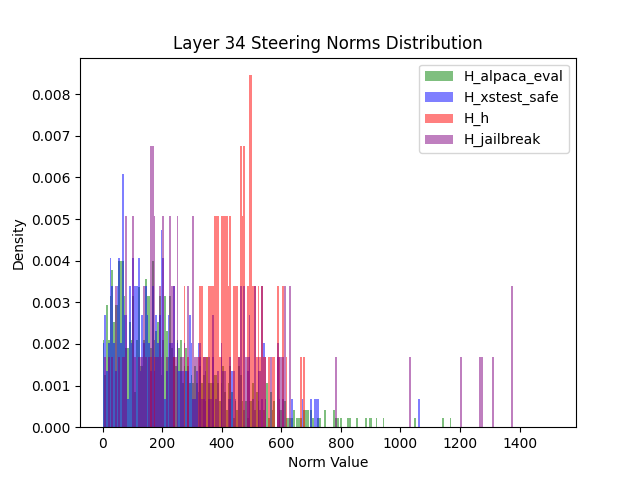 Layer 34 Steering Norms Distribution
H_alpaca_eval
H_xstest_safe
H_h
H_jailbreak
0.008
0.007
0.006
0.005
0.004
0.003
0.002
0.001
0.000
Density
0 200 400 600 800 1000 1200 1400
Norm Value